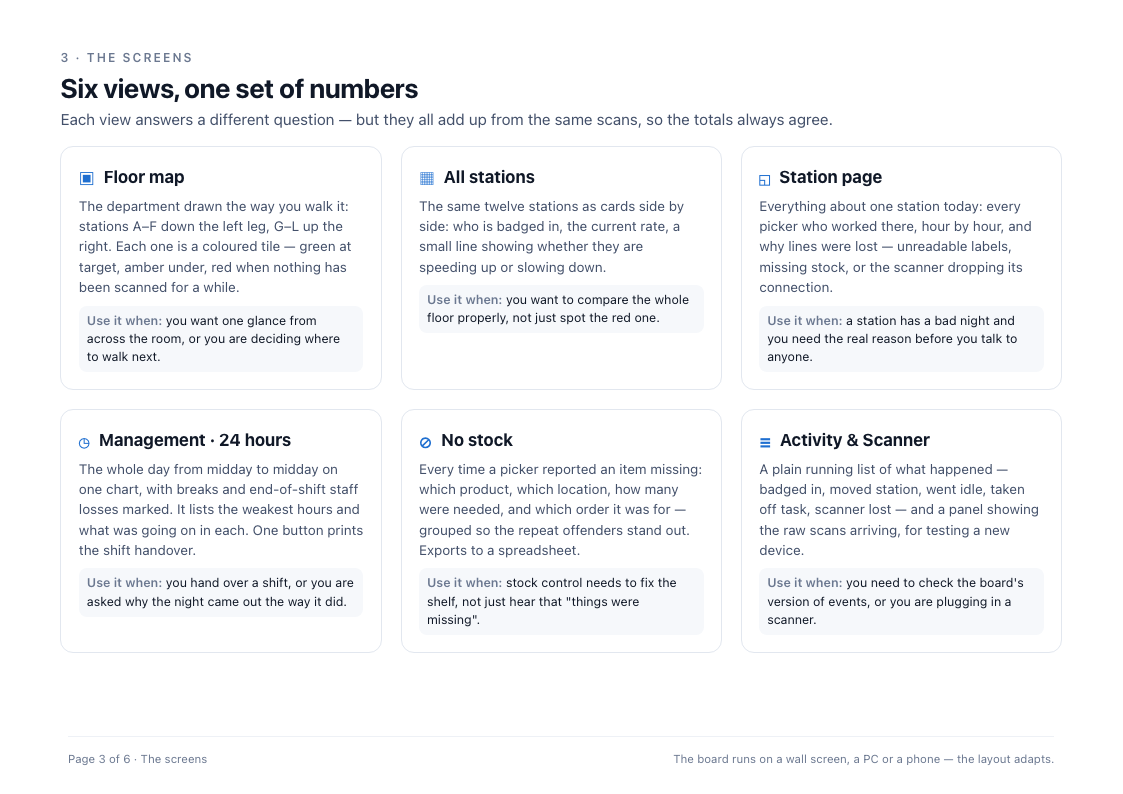 3 · THE SCREENS
Six views, one set of numbers
Each view answers a different question — but they all add up from the same scans, so the totals always agree.
Floor map
The department drawn the way you walk it:
stations A–F down the left leg, G–L up the
right. Each one is a coloured tile — green at
target, amber under, red when nothing has
been scanned for a while.
Use it when: you want one glance from
across the room, or you are deciding where
to walk next.
All stations
The same twelve stations as cards side by
side: who is badged in, the current rate, a
small line showing whether they are
speeding up or slowing down.
Use it when: you want to compare the whole
floor properly, not just spot the red one.
Station page
Everything about one station today: every
picker who worked there, hour by hour, and
why lines were lost — unreadable labels,
missing stock, or the scanner dropping its
connection.
Use it when: a station has a bad night and
you need the real reason before you talk to
anyone.
Management · 24 hours
The whole day from midday to midday on
one chart, with breaks and end-of-shift staff
losses marked. It lists the weakest hours and
what was going on in each. One button prints
the shift handover.
Use it when: you hand over a shift, or you are
asked why the night came out the way it did.
No stock
Every time a picker reported an item missing:
which product, which location, how many
were needed, and which order it was for —
grouped so the repeat offenders stand out.
Exports to a spreadsheet.
Use it when: stock control needs to fix the
shelf, not just hear that "things were
missing".
Activity & Scanner
A plain running list of what happened —
badged in, moved station, went idle, taken
off task, scanner lost — and a panel showing
the raw scans arriving, for testing a new
device.
Use it when: you need to check the board's
version of events, or you are plugging in a
scanner.
Page 3 of 6 · The screens
The board runs on a wall screen, a PC or a phone — the layout adapts.